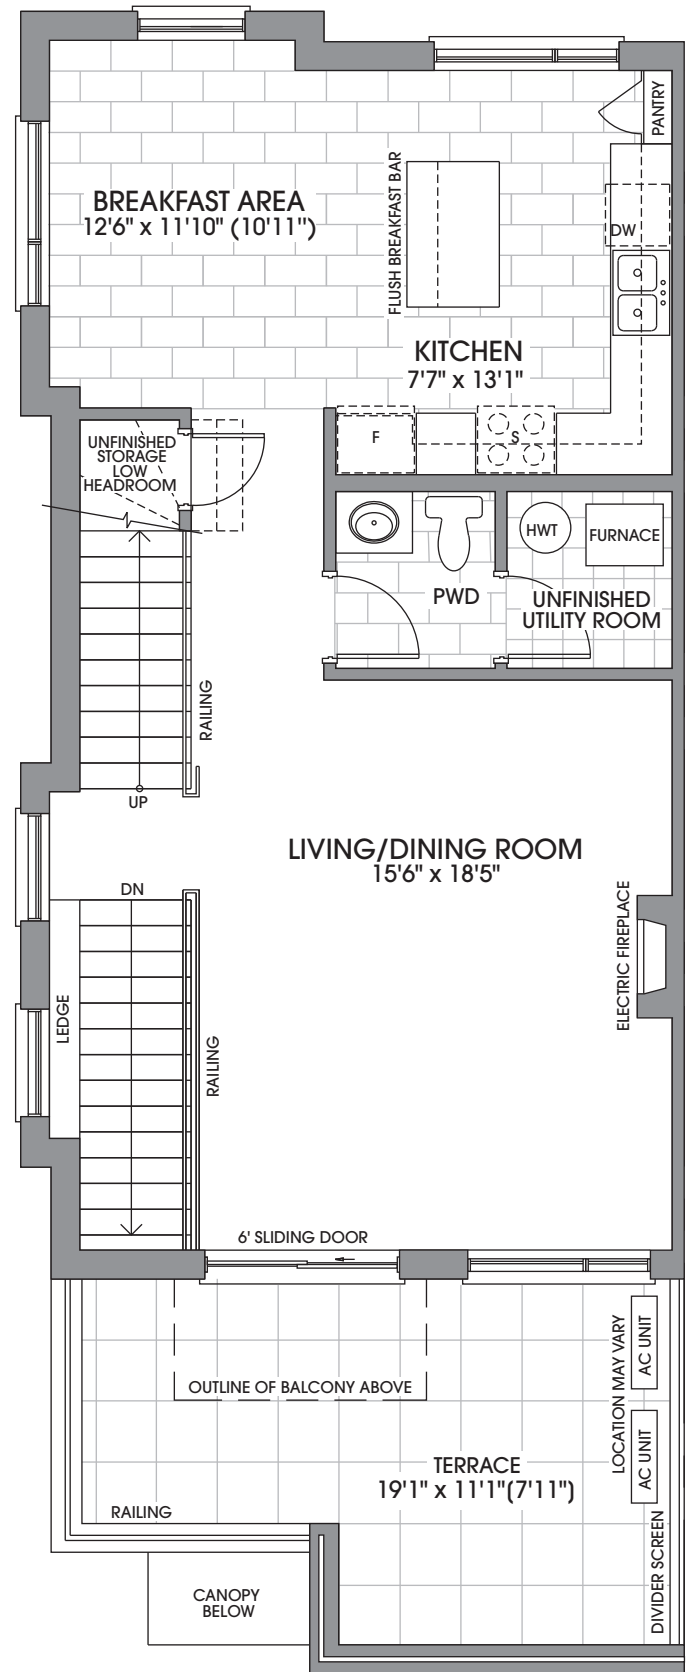 PANTRY
BREAKFAST AREA
12'6" x 11'10" (10'11")
FLUSH BREAKFAST BAR
DW
KITCHEN
7'7" x 13'1"
F
S
UNFINISHED
STORAGE
LOW
HEADROOM
HWT
FURNACE
PWD
UNFINISHED
UTILITY ROOM
RAILING
UP
LIVING/DINING ROOM
15'6" x 18'5"
DN
ELECTRIC FIREPLACE
LEDGE
RAILING
6' SLIDING DOOR
OUTLINE OF BALCONY ABOVE
LOCATION MAY VARY
AC UNIT
AC UNIT
TERRACE
19'1" x 11'1"(7'11")
RAILING
DIVIDER SCREEN
CANOPY
BELOW